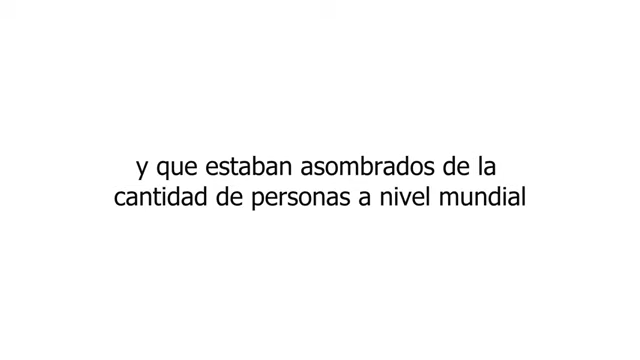 y que estaban asombrados de la
cantidad de personas a nivel mundial